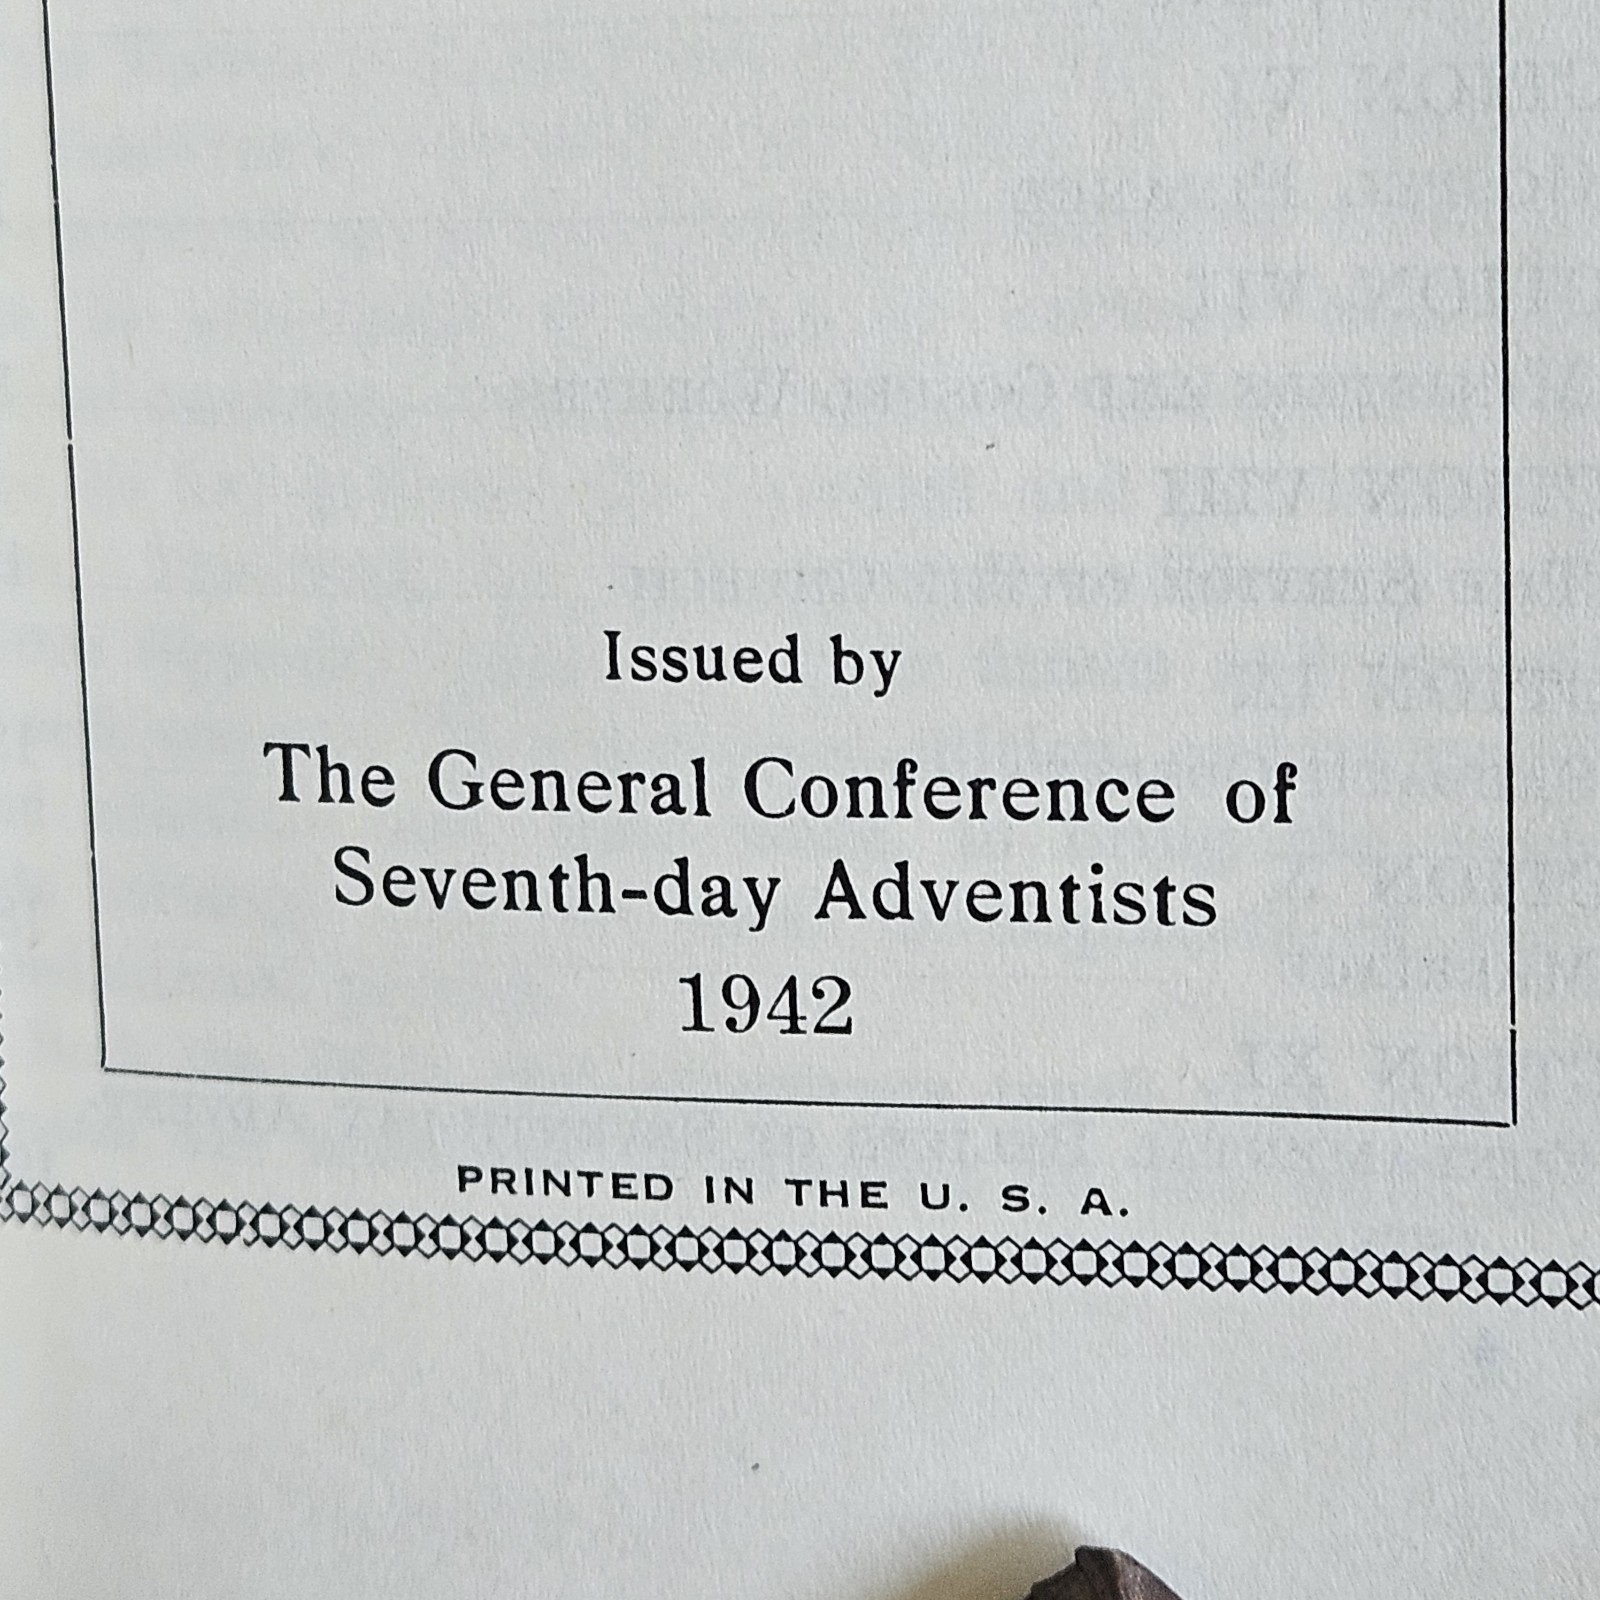 Issued by
The General Conference of
Seventh-day Adventists
1942
PRINTED IN THE U. S. A.